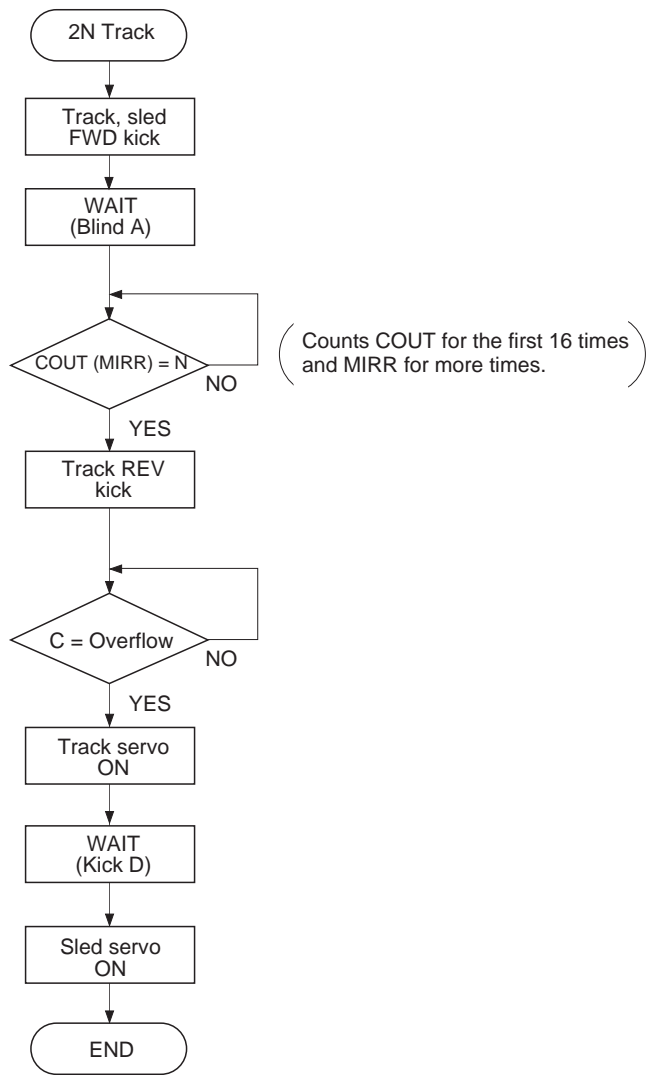 2N Track
Track, sled
FWD kick
WAIT
(Blind A)
COUT (MIRR) = N
NO
Counts COUT for the first 16 times
and MIRR for more times.
YES
Track REV
kick
C = Overflow
NO
YES
Track servo
ON
WAIT
(Kick D)
Sled servo
ON
END